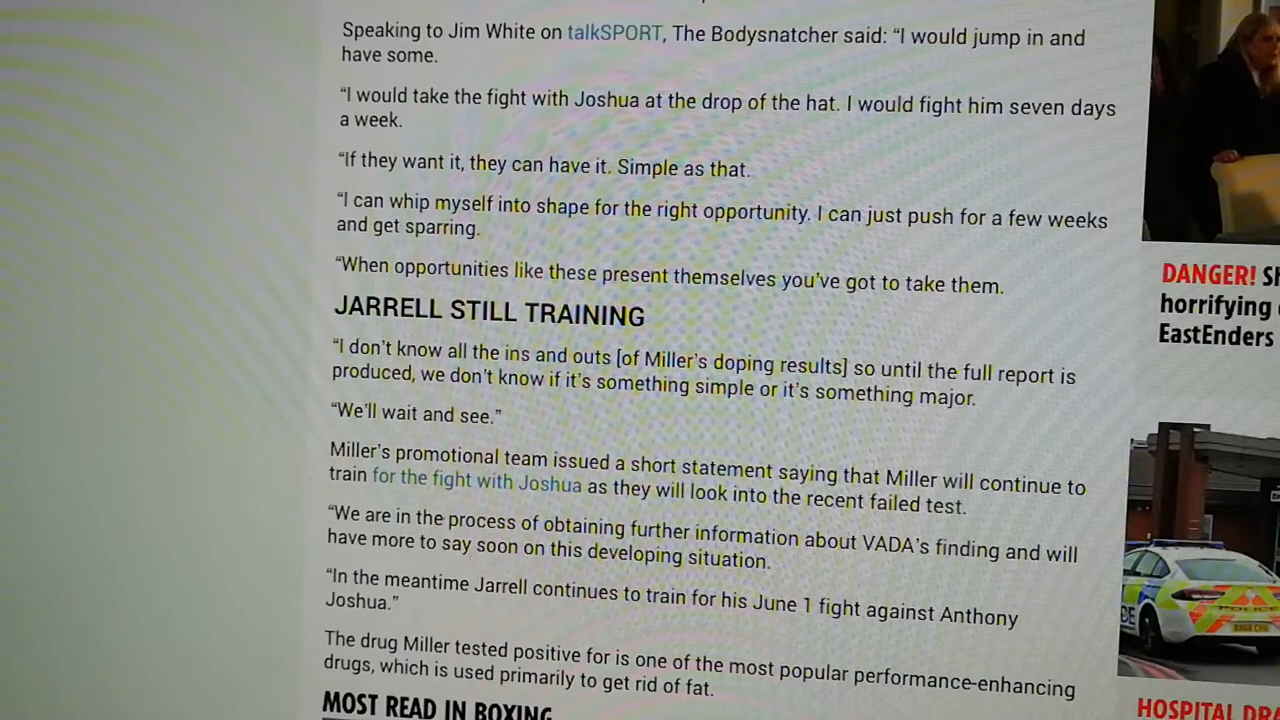 Speaking to Jim White on talkSPORT, The Bodysnatcher said: “I would jump in and
have some.
“I would take the fight with Joshua at the drop of the hat. I would fight him seven days
a week.
“If they want it, they can have it. Simple as that.
“I can whip myself into shape for the right opportunity. I can just push for a few weeks
and get sparring.
“When opportunities like these present themselves you’ve got to take them.
JARRELL STILL TRAINING
“I don’t know all the ins and outs [of Miller’s doping results] so until the full report is
produced, we don’t know if it’s something simple or it’s something major.
“We’ll wait and see.”
Miller’s promotional team issued a short statement saying that Miller will continue to
train for the fight with Joshua as they will look into the recent failed test.
“We are in the process of obtaining further information about VADA’s finding and will
have more to say soon on this developing situation.
“In the meantime Jarrell continues to train for his June 1 fight against Anthony
Joshua.”
The drug Miller tested positive for is one of the most popular performance-enhancing
drugs, which is used primarily to get rid of fat.
MOST READ IN BOXING
DANGER!
horrifying
EastEnders
HOSPITAL